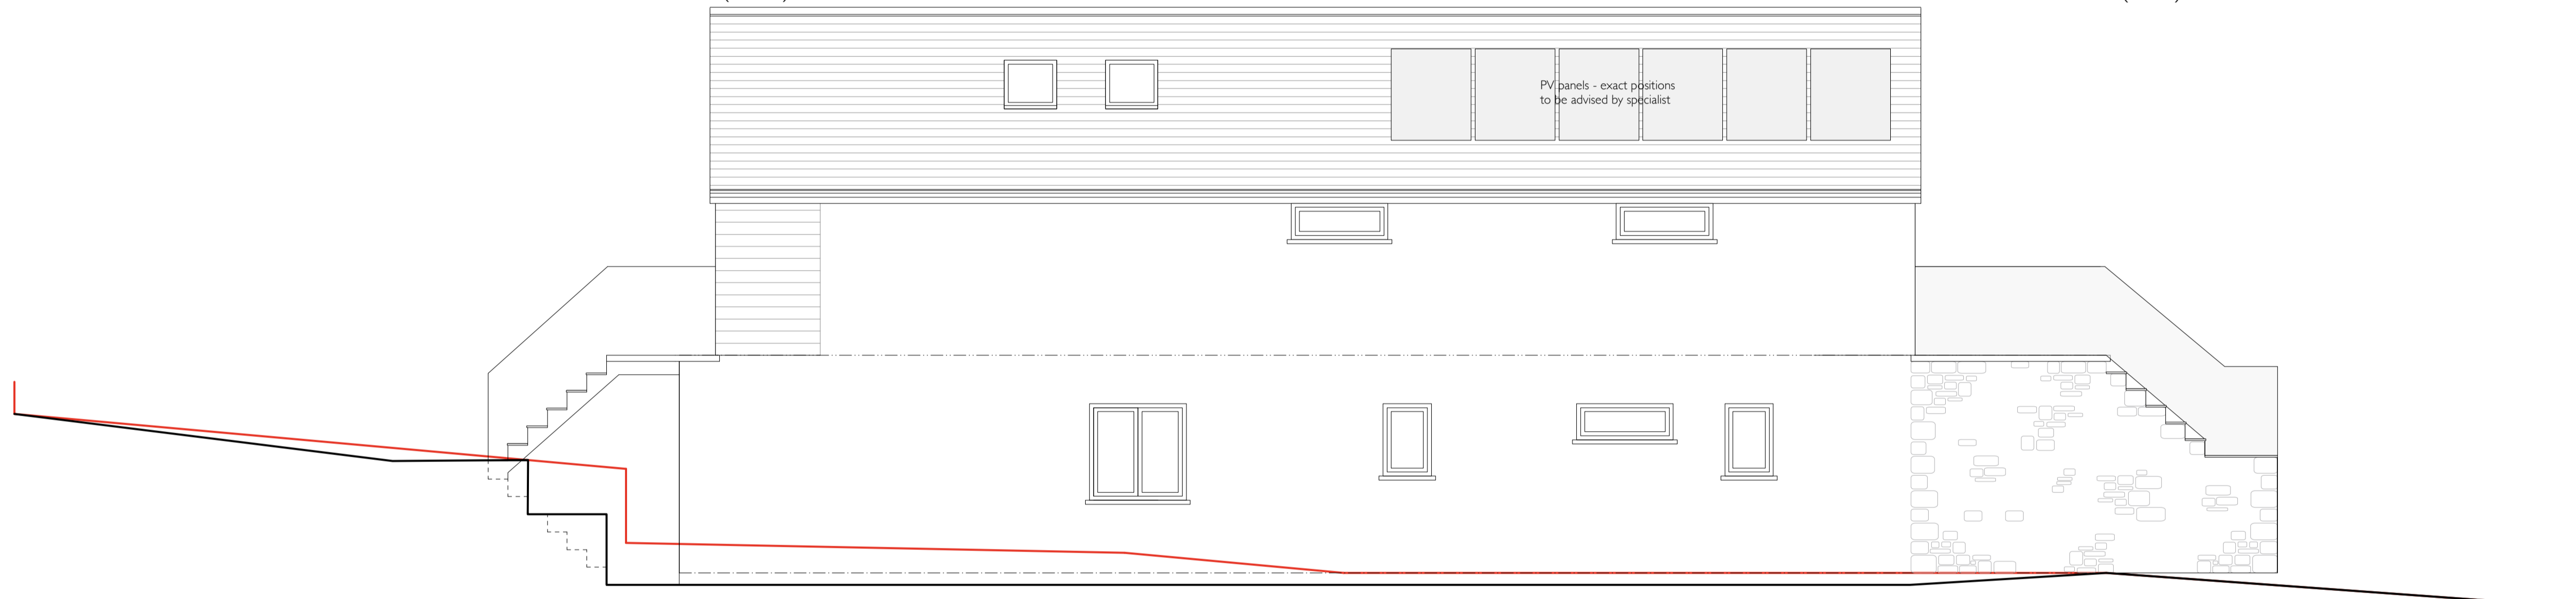 PV panels - exact positions
to be advised by specialist